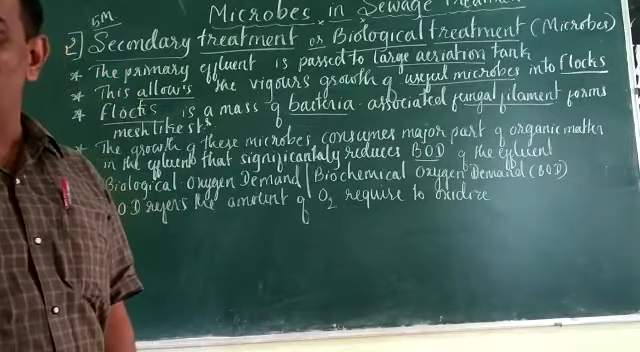 Microbes in Sewage Treatment
5M
2] Secondary treatment or Biological treatment (Microbes)
* The primary effluent is passed to large aeriation tank
* This allow's the vigours growth of useful microbes into flocks
* Flocks is a mass of bacteria associated fungal filament forms
mesh like str.
* The growth of these microbes consumes major part of organic matter
in the effluent that significantaly reduces BOD of the effluent
Biological Oxygen Demand / Biochemical Oxygen Demand (BOD)
OD refers the amount of O2 require to oxidize